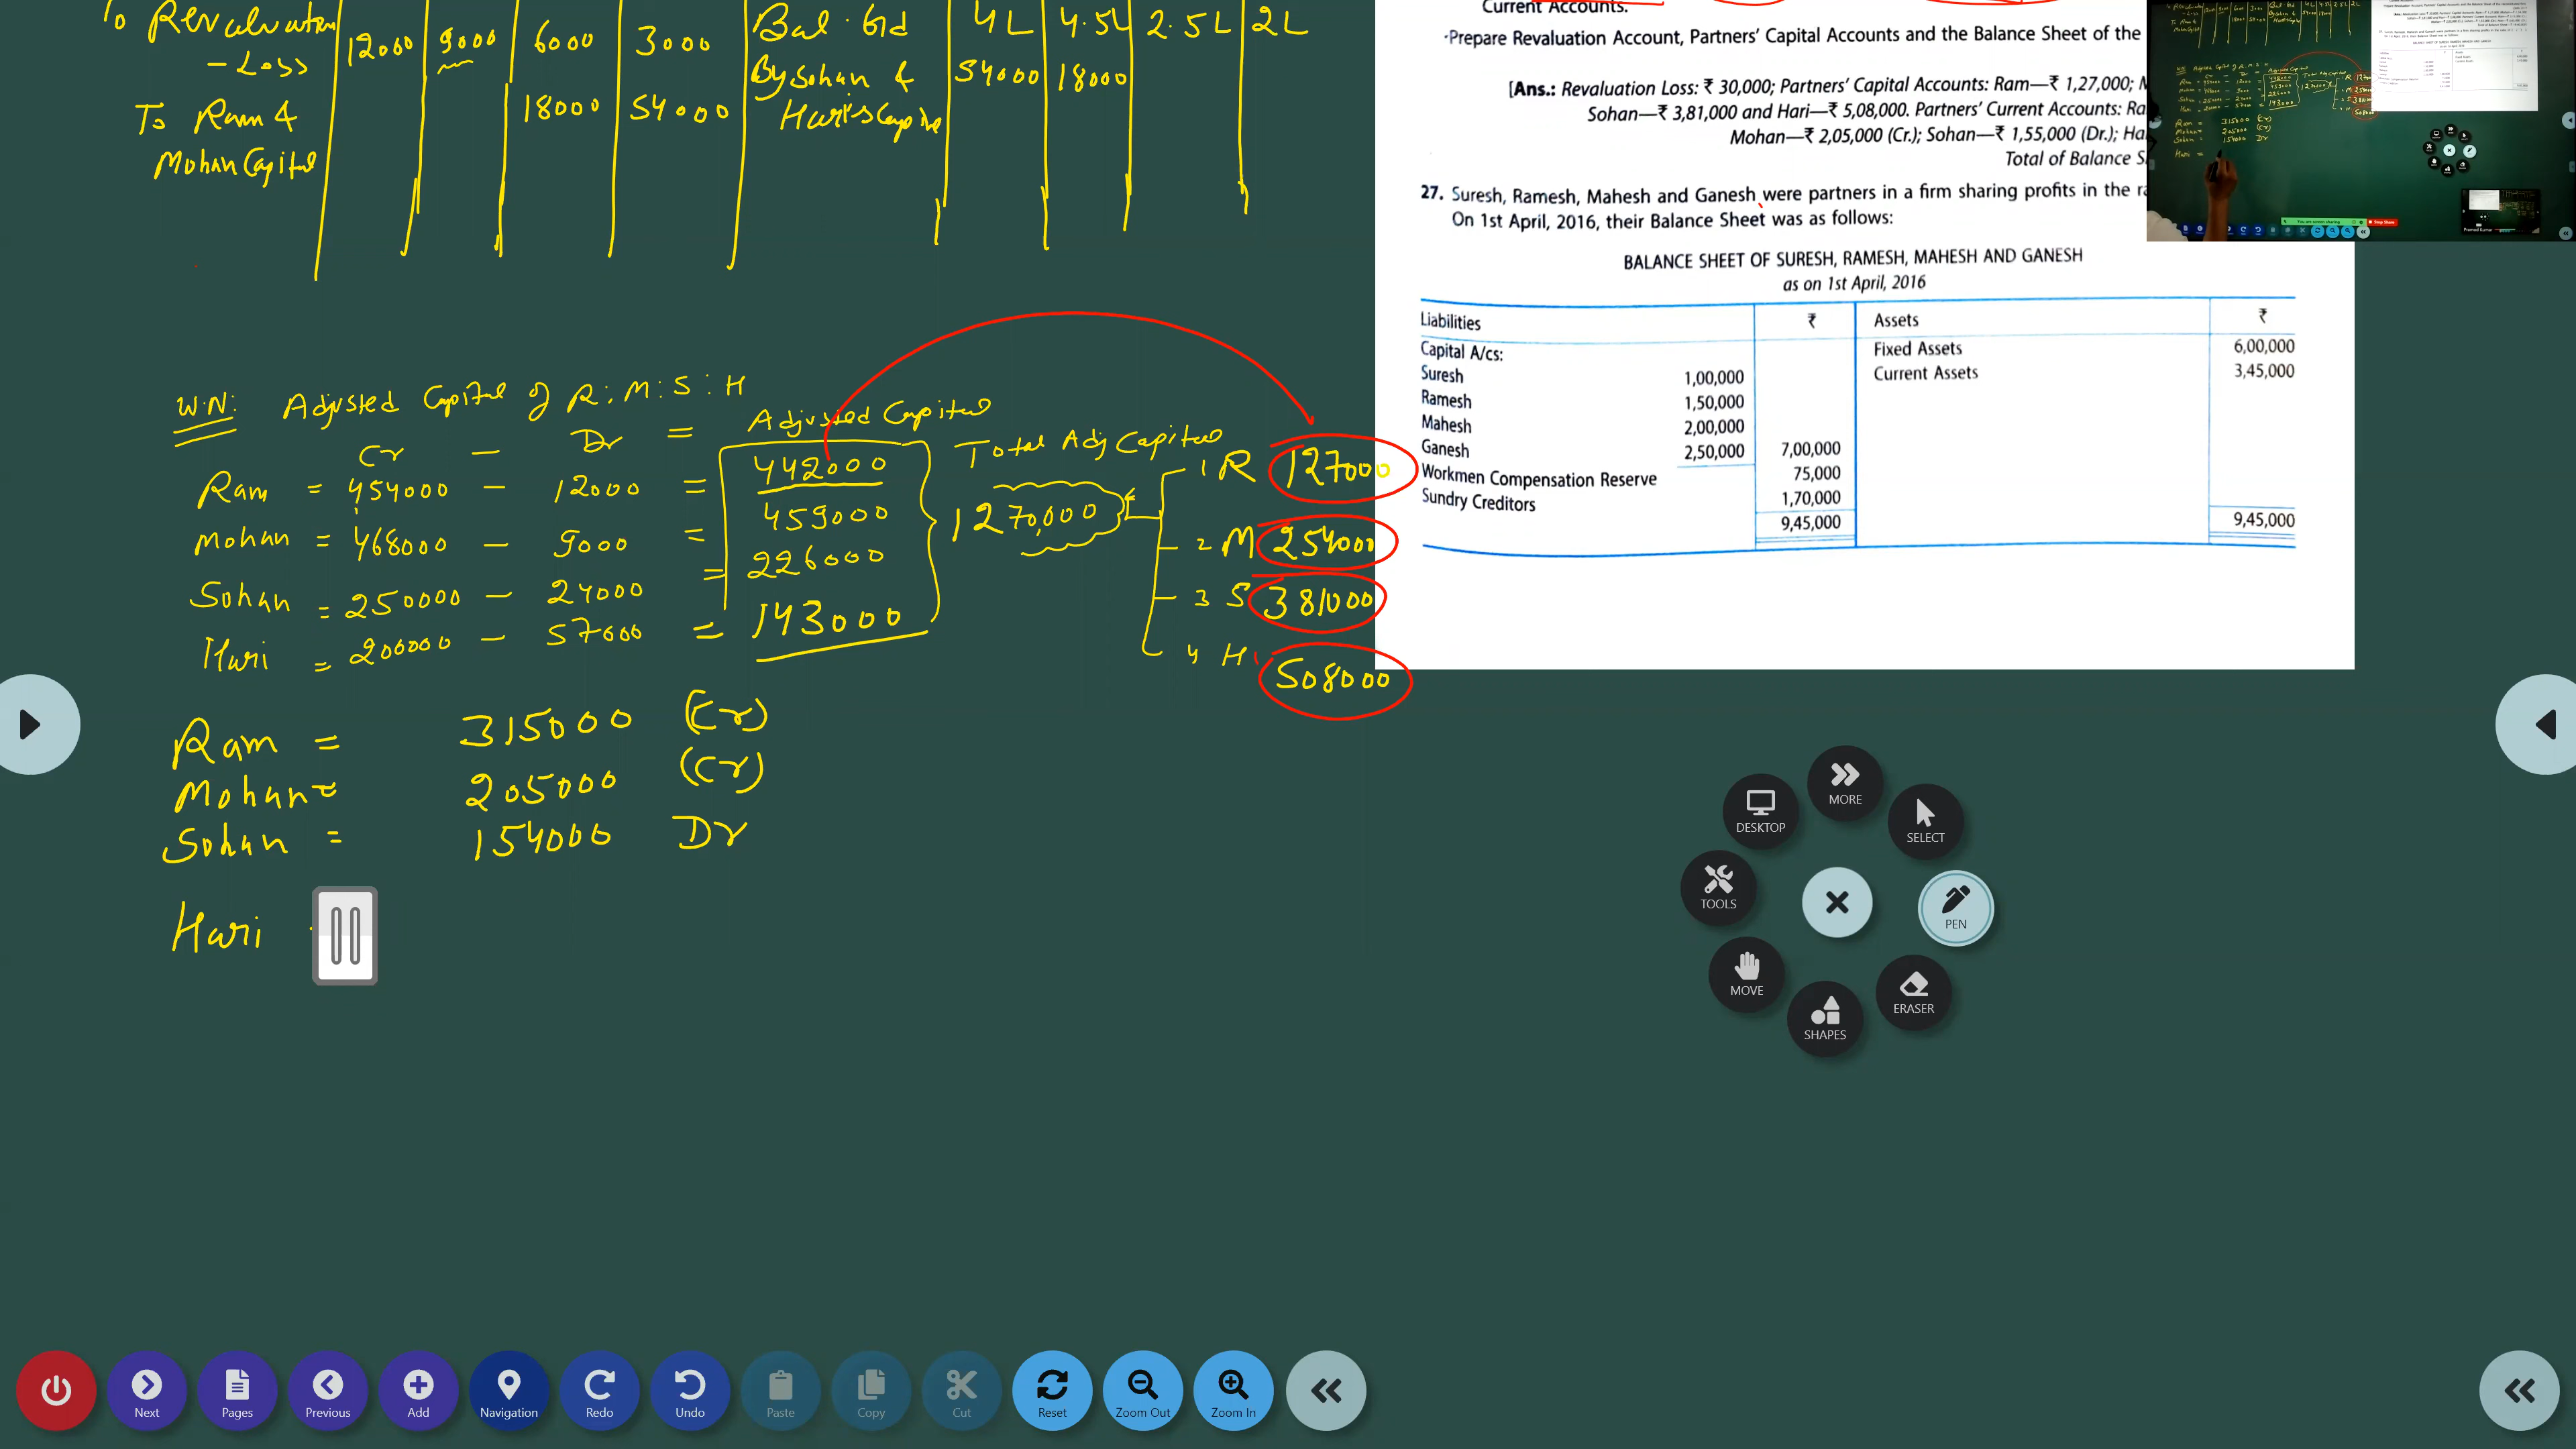 To Revaluation
- Loss
12000 9000 6000 3000
To Ram &
Mohan Capital
18000 54000
Bal. b/d 4L 4.5L 2.5L 2L
By Sohan & 54000 18000
Hari's Capital
W.N: Adjusted Capital of R: M: S: H
Cr - Dr = Adjusted Capital
Ram = 454000 - 12000 = 442000
Mohan = 468000 - 9000 = 459000
Sohan = 250000 - 24000 = 226000
Hari = 200000 - 57000 = 143000
Total Adj Capital
1270,000
1 R 127000
2 M 254000
3 S 381000
4 H 508000
Ram = 315000 (Cr)
Mohan = 205000 (Cr)
Sohan = 154000 Dr
Hari
Current Accounts.
Prepare Revaluation Account, Partners' Capital Accounts and the Balance Sheet of the
[Ans.: Revaluation Loss: ₹ 30,000; Partners' Capital Accounts: Ram—₹ 1,27,000; M
Sohan—₹ 3,81,000 and Hari—₹ 5,08,000. Partners' Current Accounts: Ra
Mohan—₹ 2,05,000 (Cr.); Sohan—₹ 1,55,000 (Dr.); Ha
Total of Balance S
27. Suresh, Ramesh, Mahesh and Ganesh were partners in a firm sharing profits in the ra
On 1st April, 2016, their Balance Sheet was as follows:
BALANCE SHEET OF SURESH, RAMESH, MAHESH AND GANESH
as on 1st April, 2016
Liabilities ₹ Assets ₹
Capital A/cs: Fixed Assets 6,00,000
Suresh 1,00,000 Current Assets 3,45,000
Ramesh 1,50,000
Mahesh 2,00,000
Ganesh 2,50,000 7,00,000
Workmen Compensation Reserve 75,000
Sundry Creditors 1,70,000
9,45,000 9,45,000
MORE
DESKTOP
SELECT
TOOLS
PEN
MOVE
ERASER
SHAPES
Next
Pages
Previous
Add
Navigation
Redo
Undo
Paste
Copy
Cut
Reset
Zoom Out
Zoom In